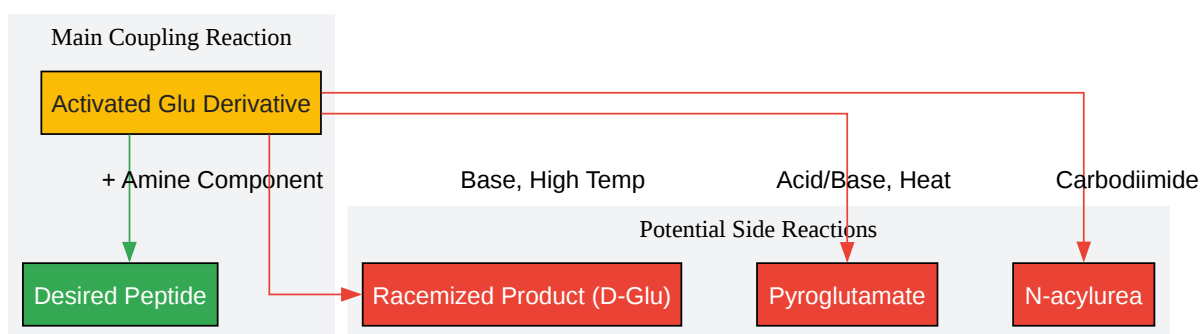 Main Coupling Reaction
Activated Glu Derivative
+ Amine Component
Base, High Temp
Acid/Base, Heat
Carbodiimide
Potential Side Reactions
Desired Peptide
Racemized Product (D-Glu)
Pyroglutamate
N-acylurea